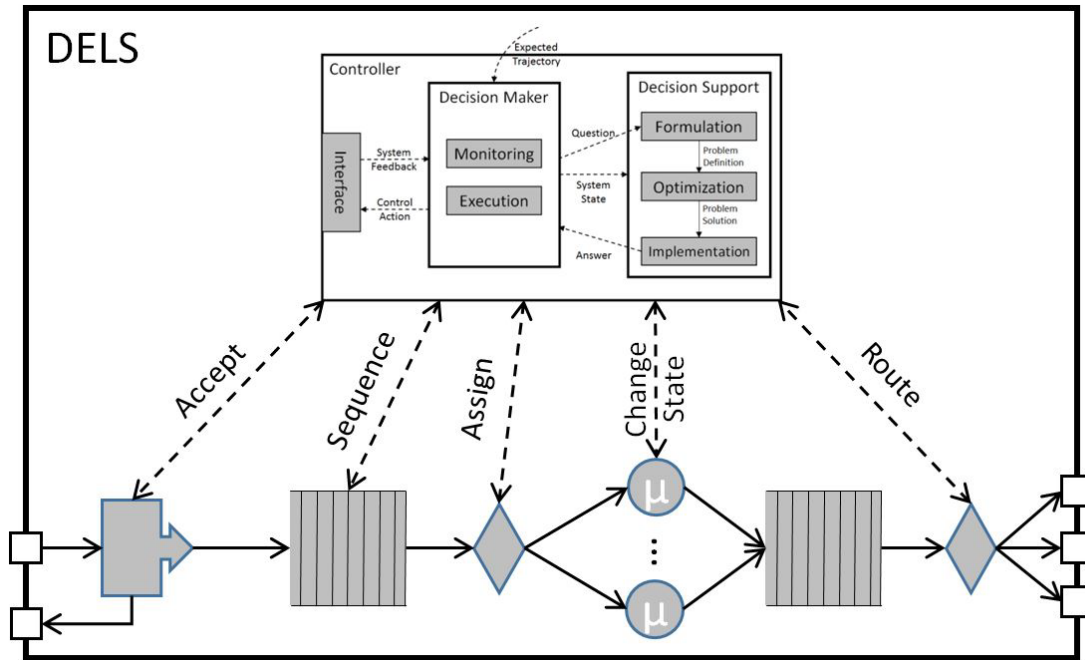 DELS
Expected
Trajectory
Controller
Decision Maker
Decision Support
Interface
System
Feedback
Control
Action
Monitoring
Execution
Question
System
State
Answer
Formulation
Problem
Definition
Optimization
Problem
Solution
Implementation
Accept
Sequence
Assign
Change
State
Route
μ
...
μ